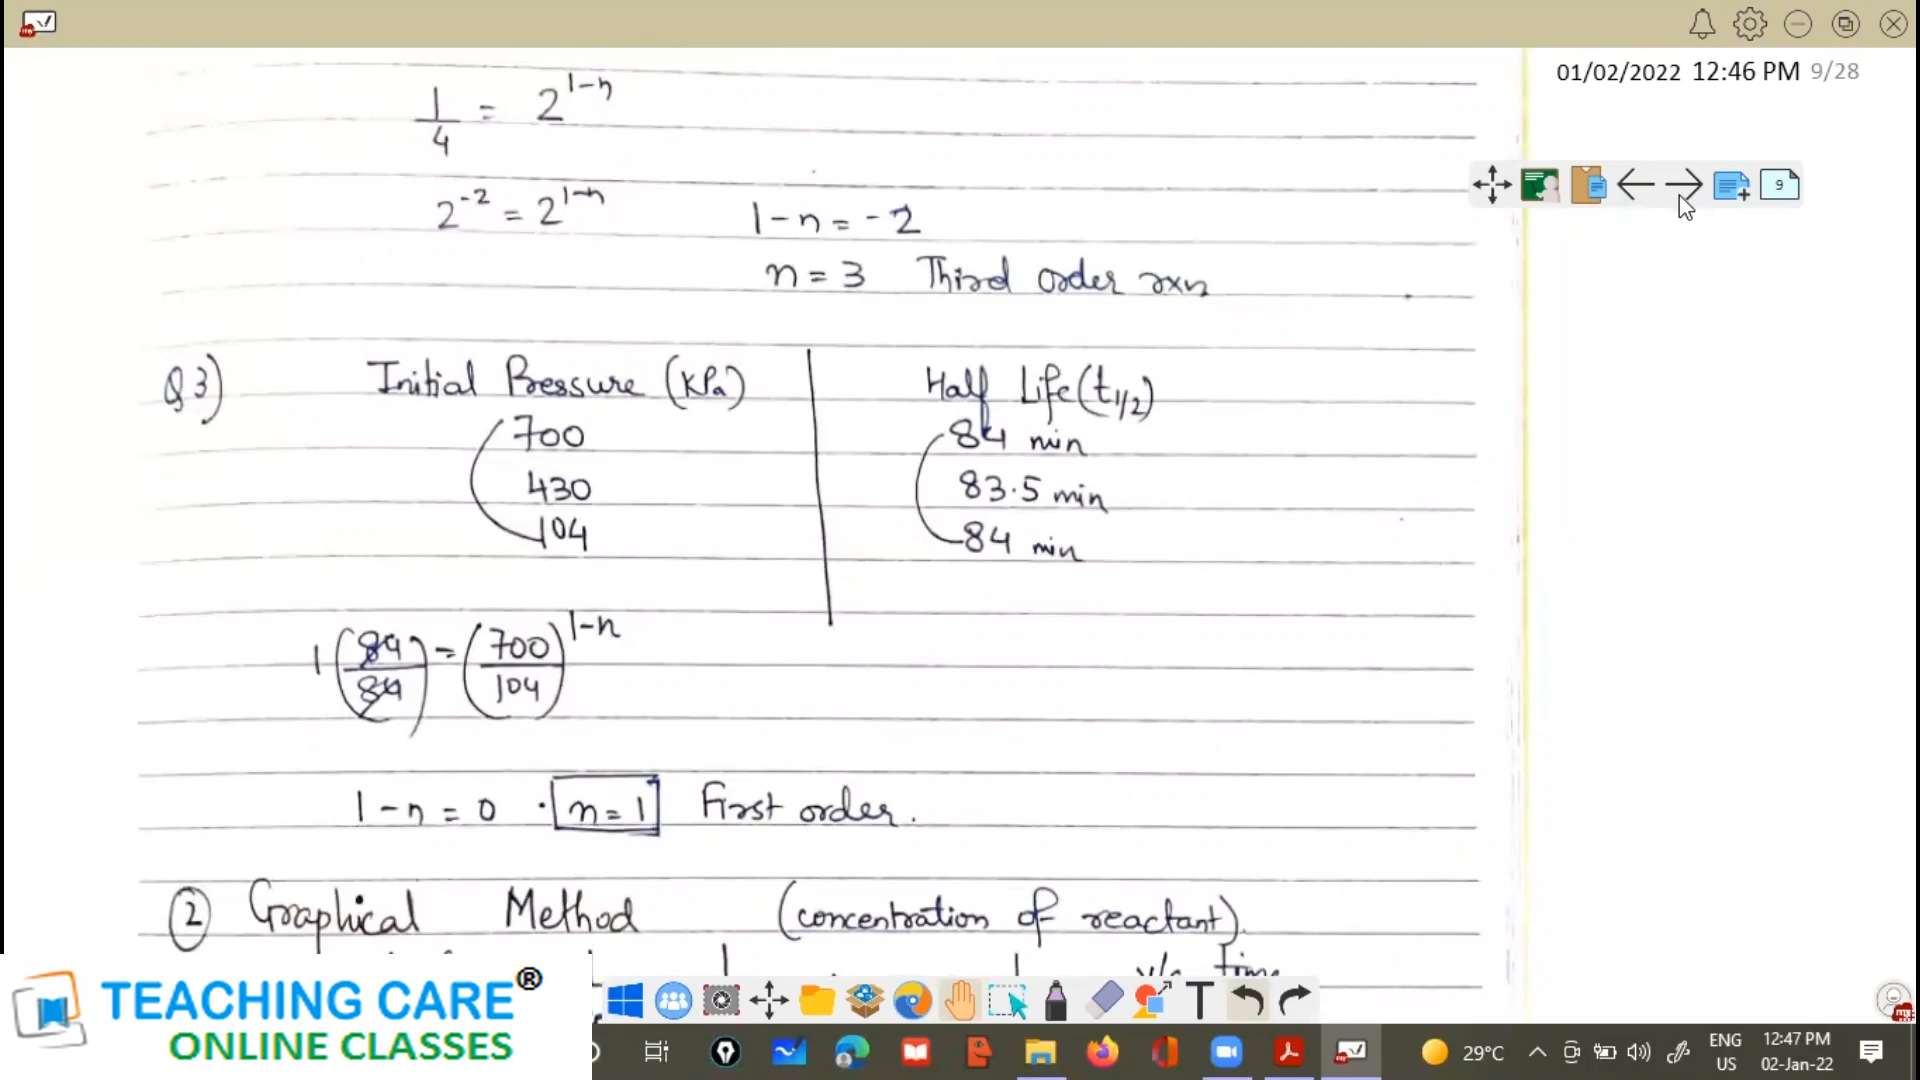 01/02/2022 12:46 PM 9/28
1/4 = 2^1-n
2^-2 = 2^1-n 1-n = -2
9
n = 3 Third order rxn
Q3) Initial Pressure (KPa) Half Life (t1/2)
700 84 min
430 83.5 min
104 84 min
1 (84/84) = (700/104)^1-n
1-n = 0 · n = 1 First order.
② Graphical Method (concentration of reactant).
v/s time
TEACHING CARE®
ONLINE CLASSES
T
29°C ENG US 12:47 PM 02-Jan-22